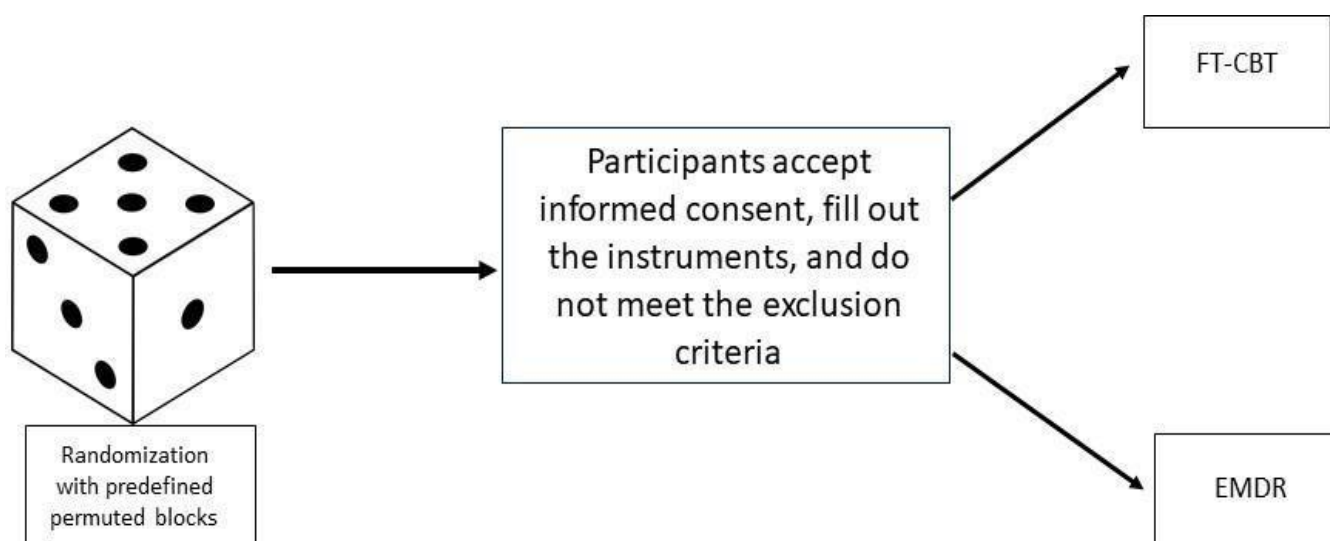 FT-CBT
Participants accept
informed consent, fill out
the instruments, and do
not meet the exclusion
criteria
Randomization
with predefined
permuted blocks
EMDR